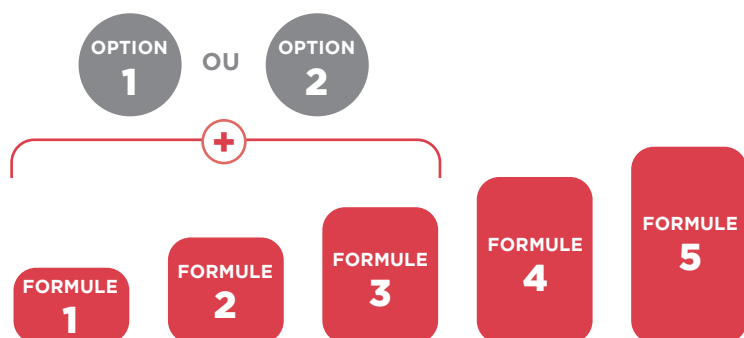 OPTION
1
OU
OPTION
2
+
FORMULE
1
FORMULE
2
FORMULE
3
FORMULE
4
FORMULE
5